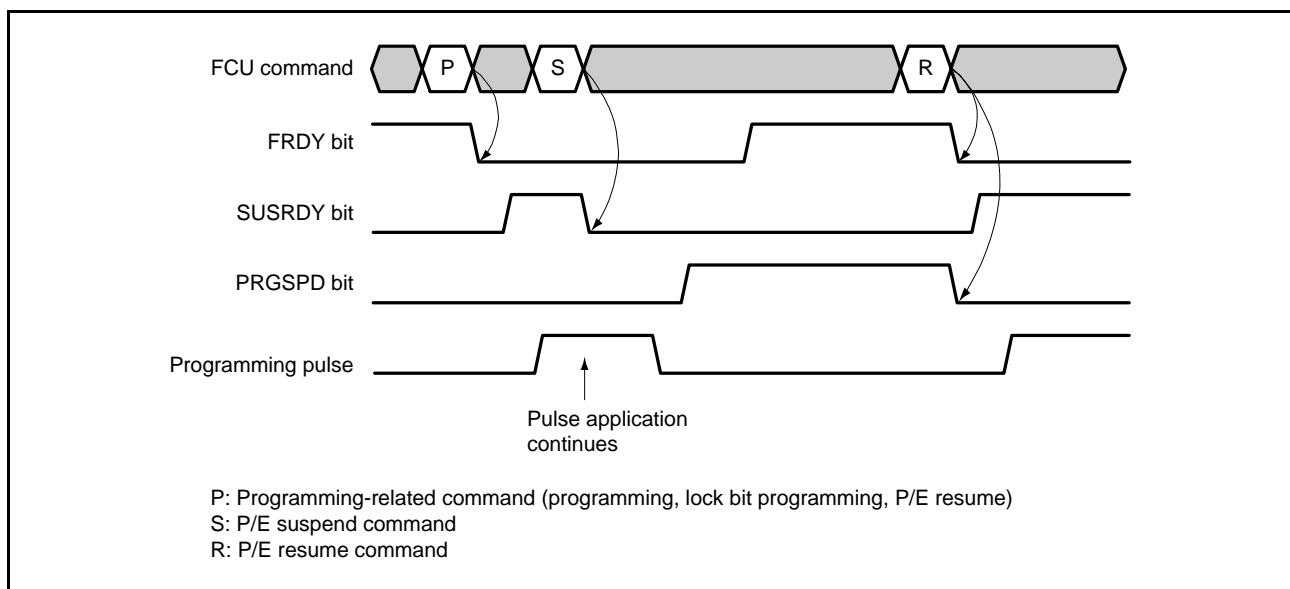 FCU command
P
S
R
FRDY bit
SUSRDY bit
PRGSPD bit
Programming pulse
Pulse application
continues
P: Programming-related command (programming, lock bit programming, P/E resume)
S: P/E suspend command
R: P/E resume command